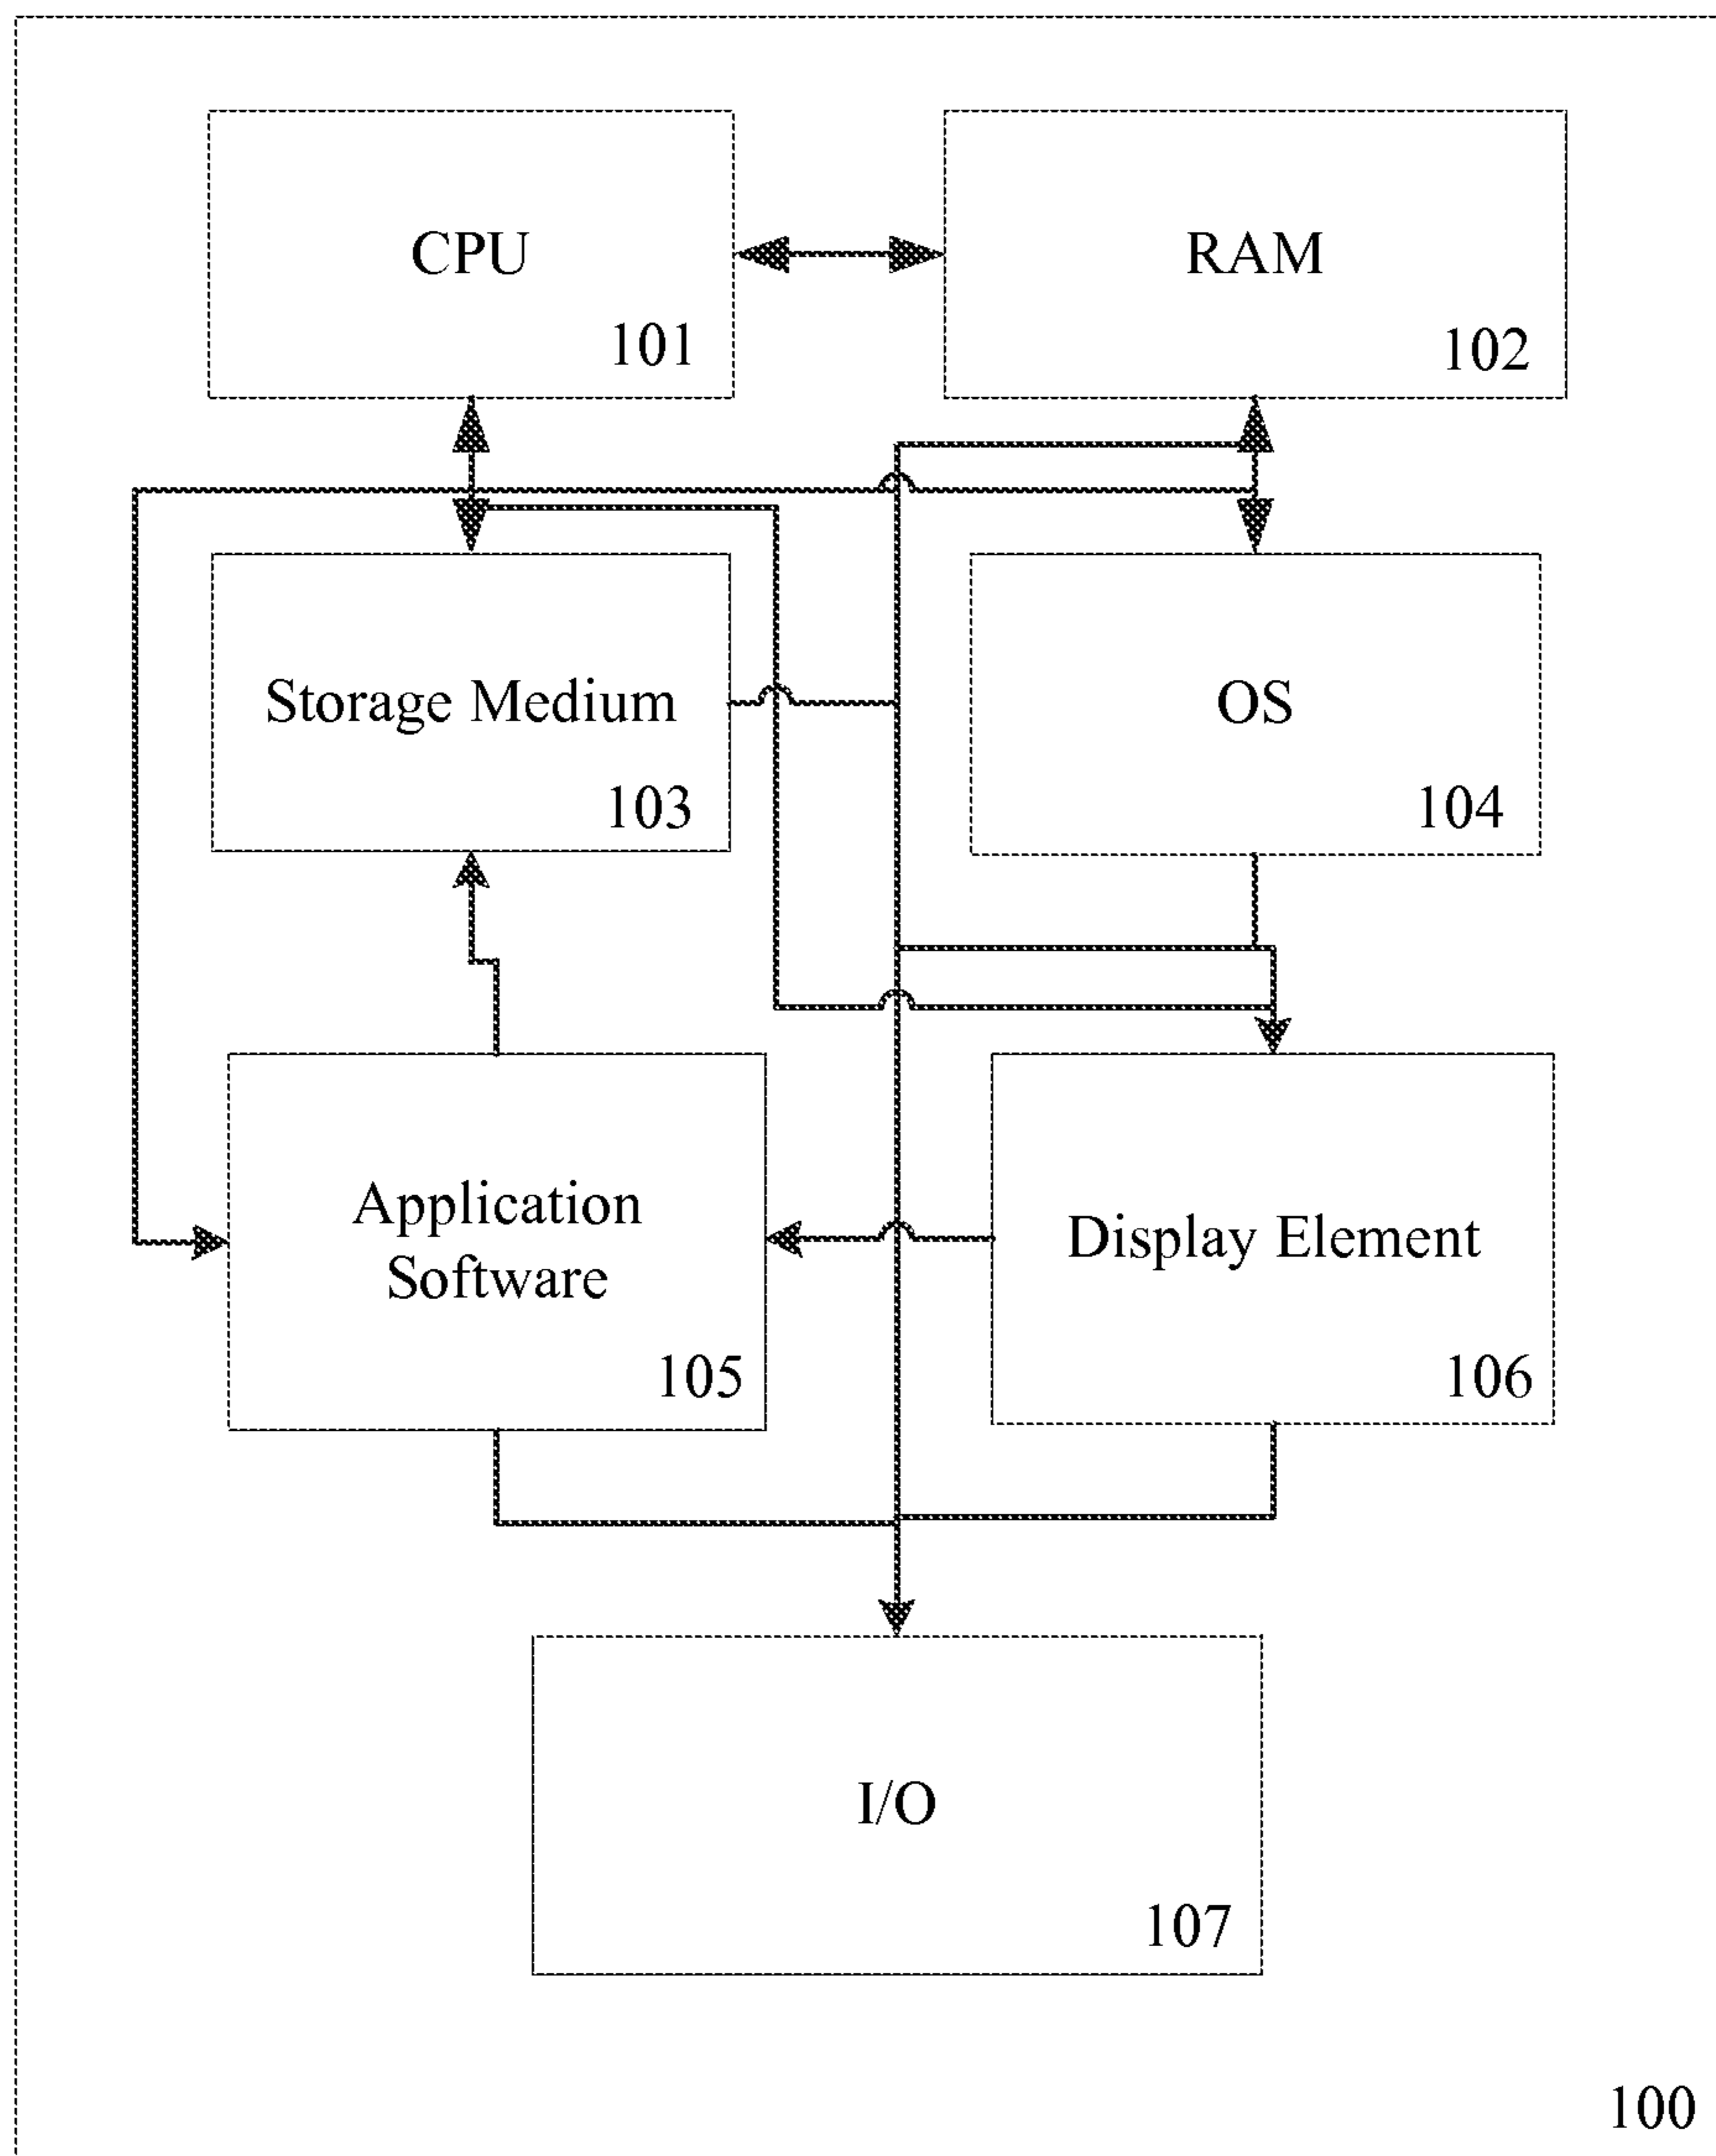 CPU
101
RAM
102
Storage Medium
103
OS
104
Application
Software
105
Display Element
106
I/O
107
100